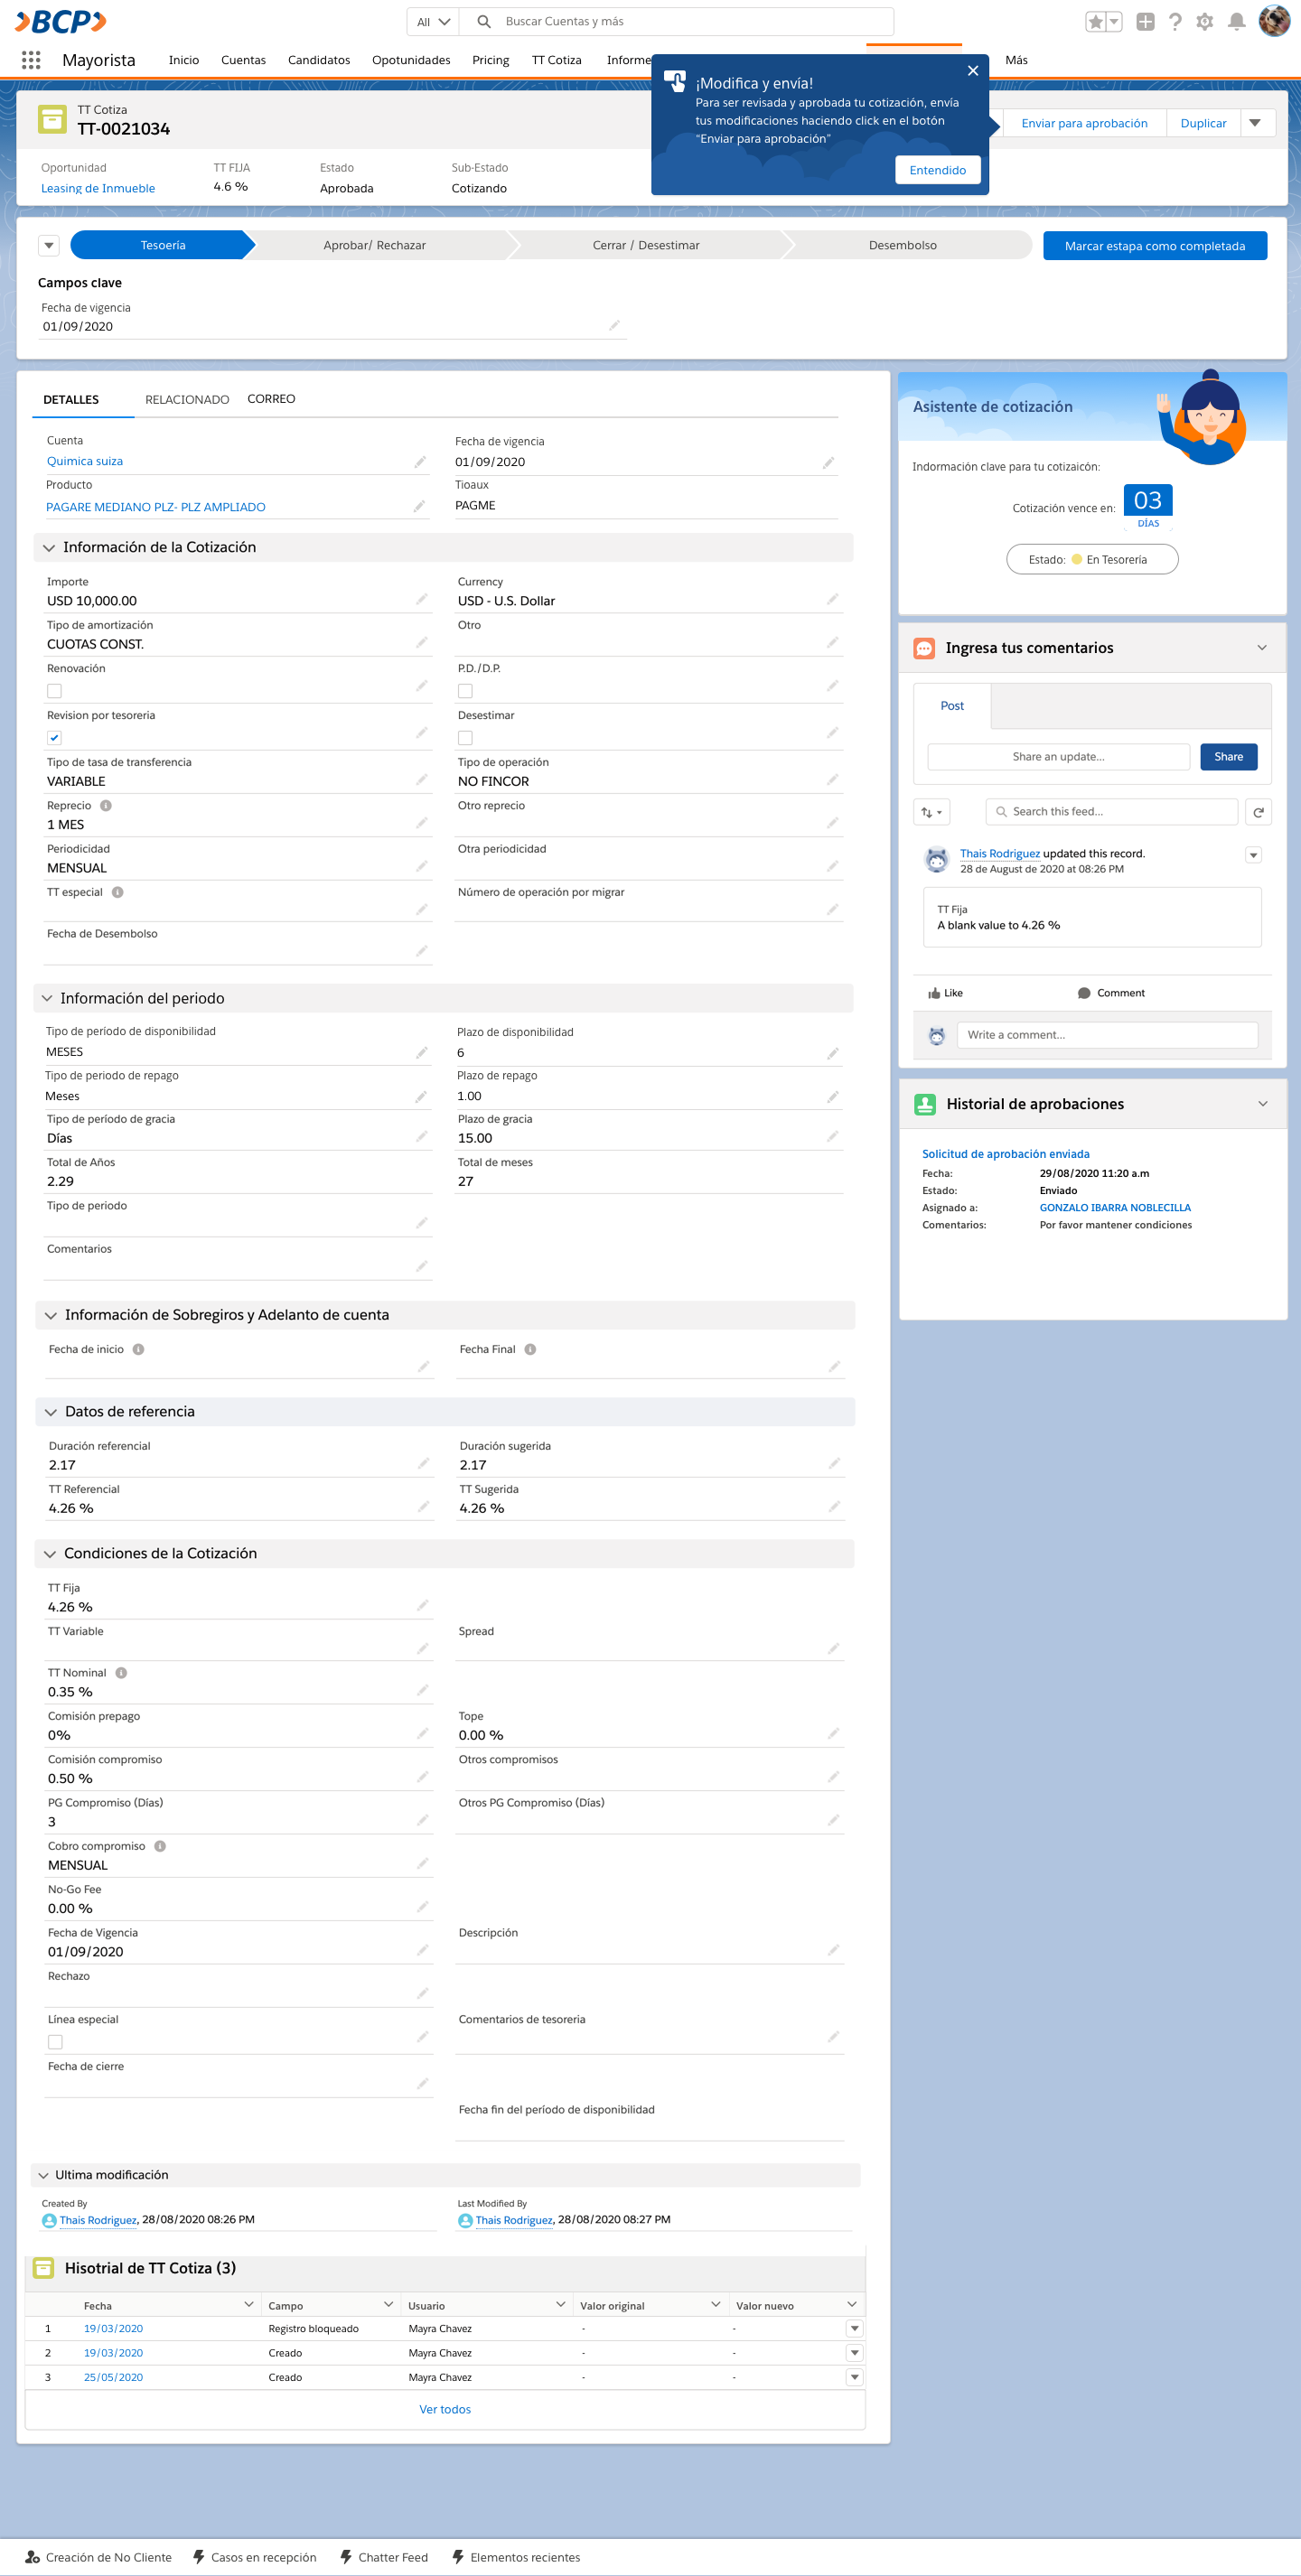 BCP
All
Buscar Cuentas y más
Mayorista
Inicio
Cuentas
Candidatos
Opotunidades
Pricing
TT Cotiza
Informe
Más
¡Modifica y envía!
Para ser revisada y aprobada tu cotización, envía
tus modificaciones haciendo click en el botón
“Enviar para aprobación”
Entendido
TT Cotiza
TT-0021034
Enviar para aprobación
Duplicar
Oportunidad
TT FIJA
Estado
Sub-Estado
Leasing de Inmueble
4.6 %
Aprobada
Cotizando
Tesoería
Aprobar/ Rechazar
Cerrar / Desestimar
Desembolso
Marcar estapa como completada
Campos clave
Fecha de vigencia
01/09/2020
DETALLES
RELACIONADO
CORREO
Cuenta
Fecha de vigencia
Quimica suiza
01/09/2020
Producto
Tioaux
PAGARE MEDIANO PLZ- PLZ AMPLIADO
PAGME
Información de la Cotización
Importe
Currency
USD 10,000.00
USD - U.S. Dollar
Tipo de amortización
Otro
CUOTAS CONST.
Renovación
P.D./D.P.
Revision por tesoreria
Desestimar
Tipo de tasa de transferencia
Tipo de operación
VARIABLE
NO FINCOR
Reprecio
Otro reprecio
1 MES
Periodicidad
Otra periodicidad
MENSUAL
TT especial
Número de operación por migrar
Fecha de Desembolso
Información del periodo
Tipo de período de disponibilidad
Plazo de disponibilidad
MESES
6
Tipo de periodo de repago
Plazo de repago
Meses
1.00
Tipo de período de gracia
Plazo de gracia
Días
15.00
Total de Años
Total de meses
2.29
27
Tipo de periodo
Comentarios
Información de Sobregiros y Adelanto de cuenta
Fecha de inicio
Fecha Final
Datos de referencia
Duración referencial
Duración sugerida
2.17
2.17
TT Referencial
TT Sugerida
4.26 %
4.26 %
Condiciones de la Cotización
TT Fija
4.26 %
TT Variable
Spread
TT Nominal
0.35 %
Comisión prepago
Tope
0%
0.00 %
Comisión compromiso
Otros compromisos
0.50 %
PG Compromiso (Días)
Otros PG Compromiso (Días)
3
Cobro compromiso
MENSUAL
No-Go Fee
0.00 %
Fecha de Vigencia
Descripción
01/09/2020
Rechazo
Línea especial
Comentarios de tesoreria
Fecha de cierre
Fecha fin del período de disponibilidad
Ultima modificación
Created By
Last Modified By
Thais Rodriguez, 28/08/2020 08:26 PM
Thais Rodriguez, 28/08/2020 08:27 PM
Hisotrial de TT Cotiza (3)
Fecha
Campo
Usuario
Valor original
Valor nuevo
1
19/03/2020
Registro bloqueado
Mayra Chavez
-
-
2
19/03/2020
Creado
Mayra Chavez
-
-
3
25/05/2020
Creado
Mayra Chavez
-
-
Ver todos
Asistente de cotización
Indormación clave para tu cotizaicón:
Cotización vence en:
03
DÍAS
Estado:
En Tesorería
Ingresa tus comentarios
Post
Share an update...
Share
Search this feed...
Thais Rodriguez updated this record.
28 de August de 2020 at 08:26 PM
TT Fija
A blank value to 4.26 %
Like
Comment
Write a comment...
Historial de aprobaciones
Solicitud de aprobación enviada
Fecha:
29/08/2020 11:20 a.m
Estado:
Enviado
Asignado a:
GONZALO IBARRA NOBLECILLA
Comentarios:
Por favor mantener condiciones
Creación de No Cliente
Casos en recepción
Chatter Feed
Elementos recientes